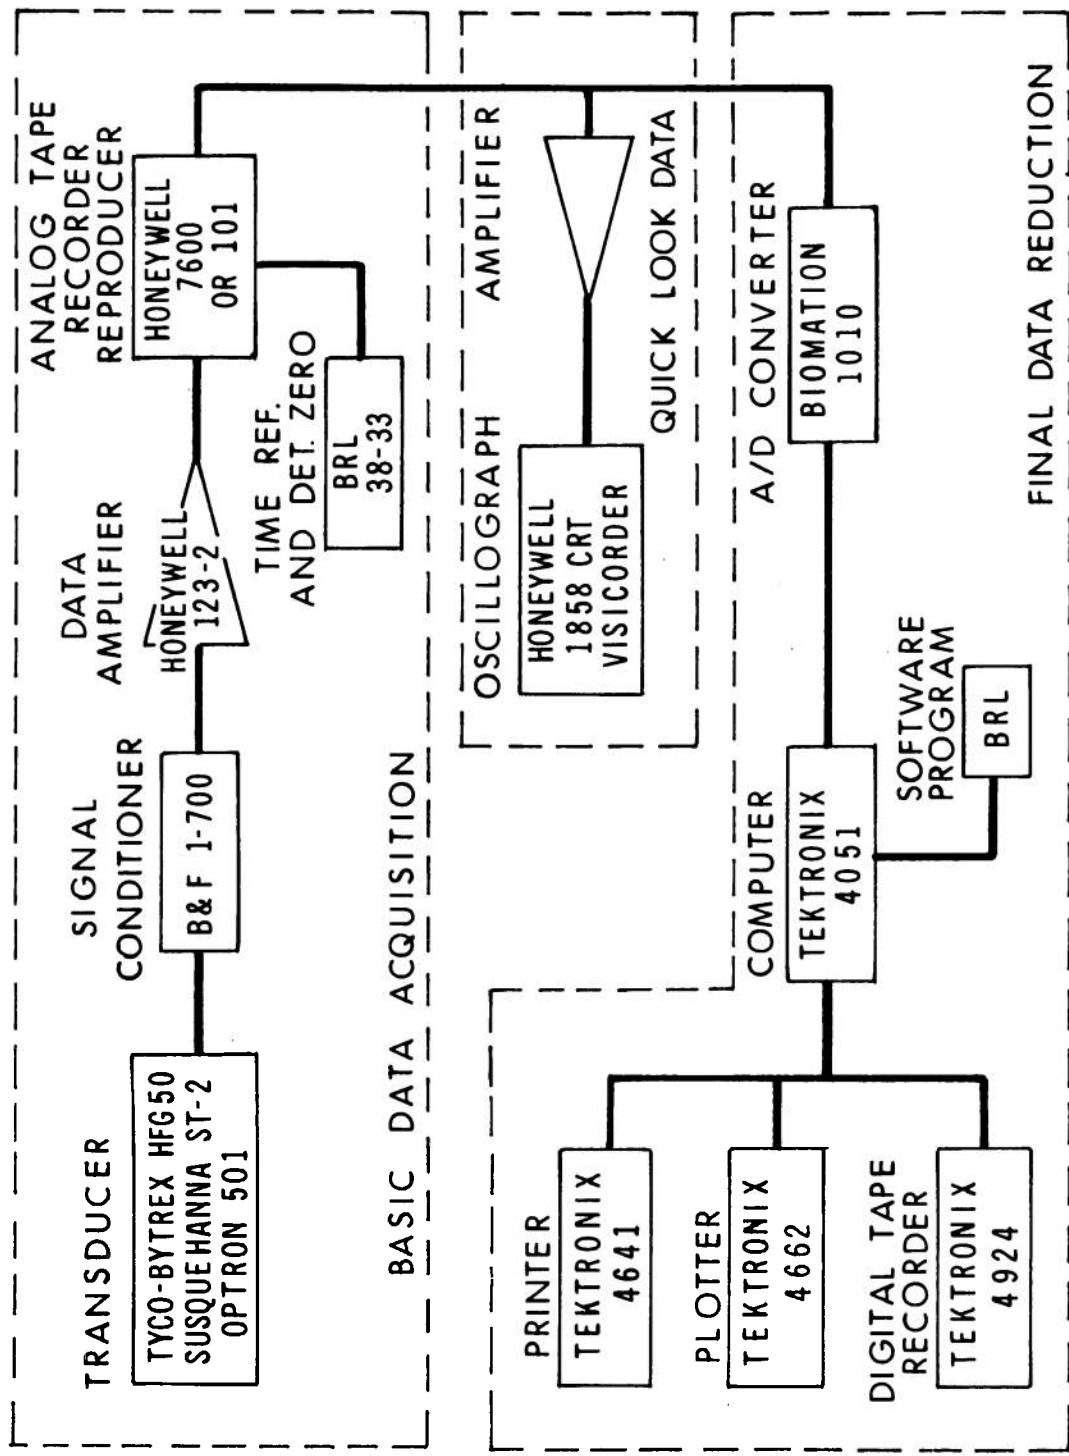 TRANSDUCER
TYCO-BYTREX HFG50
SUSQUEHANNA ST-2
OPTRON 501
SIGNAL
CONDITIONER
B&F 1-700
DATA
AMPLIFIER
HONEYWELL
123-2
ANALOG TAPE
RECORDER
REPRODUCER
HONEYWELL
7600
OR 101
TIME REF.
AND DET. ZERO
BRL
38-33
BASIC DATA ACQUISITION
OSCILLOGRAPH
HONEYWELL
1858 CRT
VISICORDER
AMPLIFIER
QUICK LOOK DATA
PRINTER
TEKTRONIX
4641
PLOTTER
TEKTRONIX
4662
DIGITAL TAPE
RECORDER
TEKTRONIX
4924
COMPUTER
TEKTRONIX
4051
SOFTWARE
PROGRAM
BRL
A/D CONVERTER
BIOMATION
1010
FINAL DATA REDUCTION